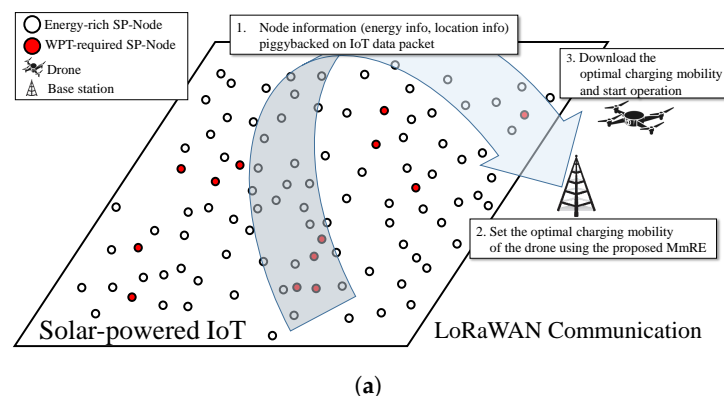 Energy-rich SP-Node
WPT-required SP-Node
Drone
Base station
1. Node information (energy info, location info)
piggybacked on IoT data packet
3. Download the
optimal charging mobility
and start operation
2. Set the optimal charging mobility
of the drone using the proposed MmRE
Solar-powered IoT
LoRaWAN Communication
(a)